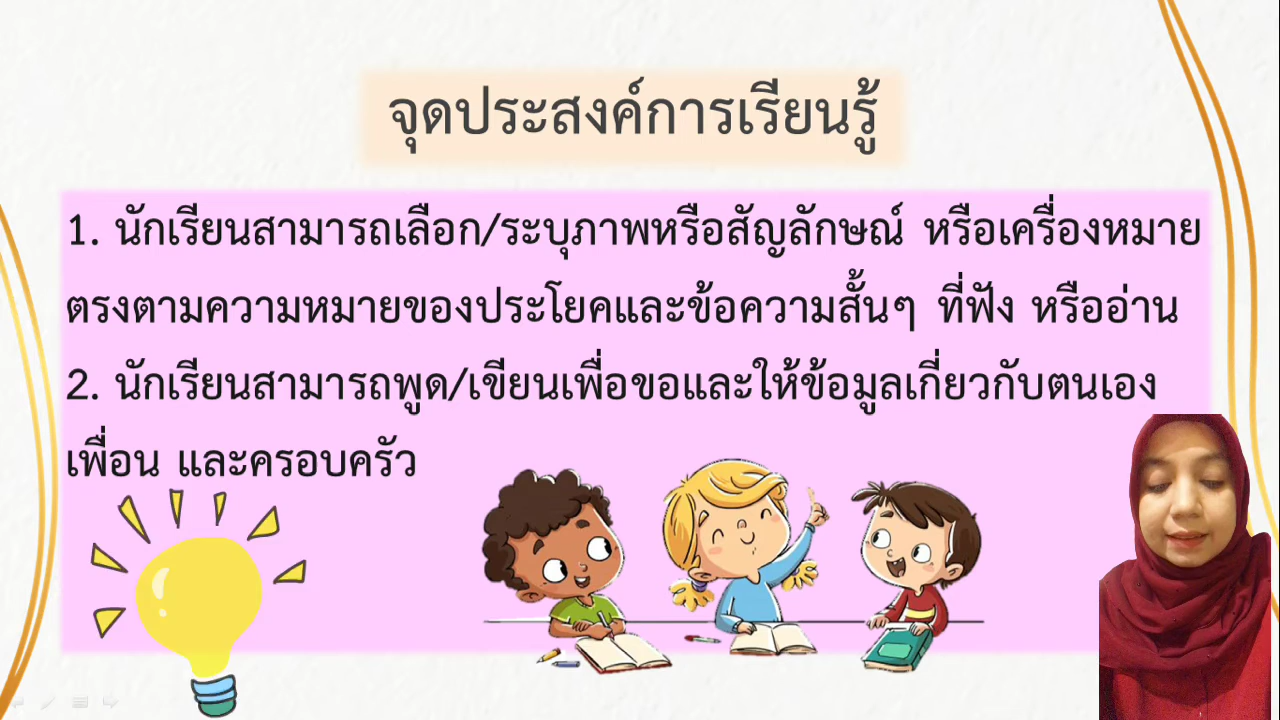 จุดประสงค์การเรียนรู้
1. นักเรียนสามารถเลือก/ระบุภาพหรือสัญลักษณ์ หรือเครื่องหมาย
ตรงตามความหมายของประโยคและข้อความสั้นๆ ที่ฟัง หรืออ่าน
2. นักเรียนสามารถพูด/เขียนเพื่อขอและให้ข้อมูลเกี่ยวกับตนเอง
เพื่อน และครอบครัว